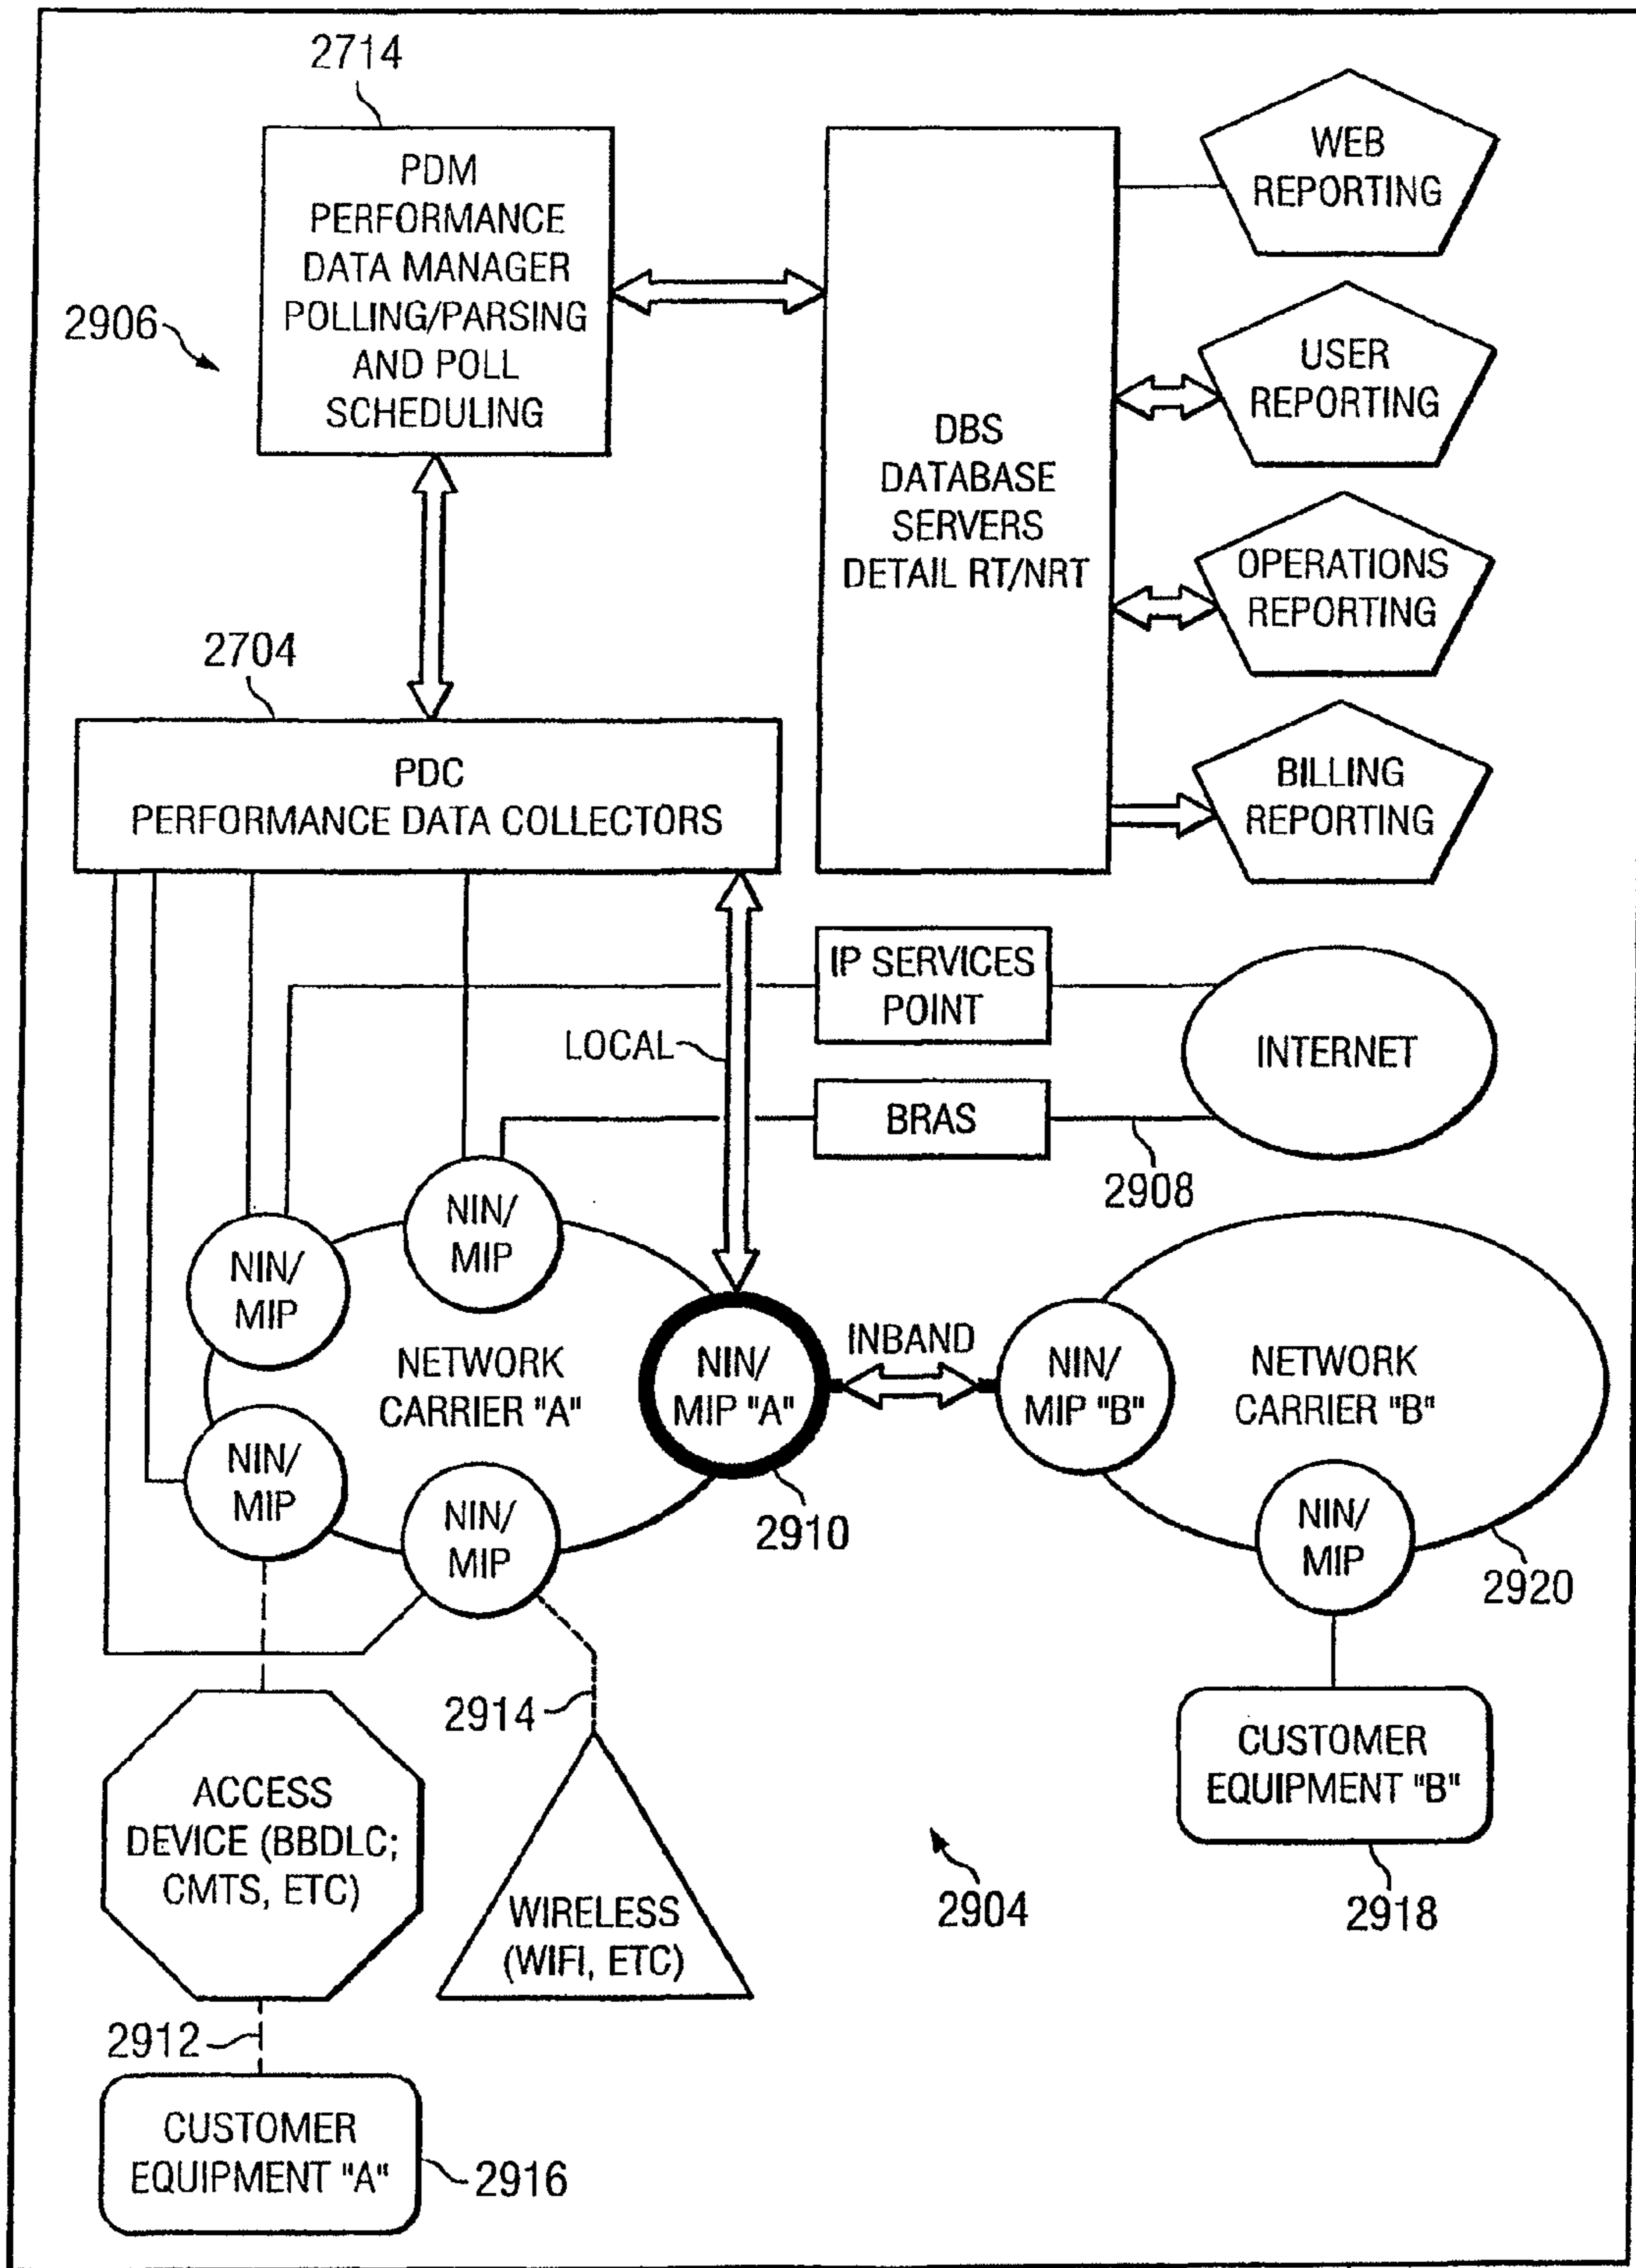 2714
PDM
PERFORMANCE
DATA MANAGER
POLLING/PARSING
AND POLL
SCHEDULING
2906
DBS
DATABASE
SERVERS
DETAIL RT/NRT
WEB
REPORTING
USER
REPORTING
OPERATIONS
REPORTING
BILLING
REPORTING
2704
PDC
PERFORMANCE DATA COLLECTORS
IP SERVICES
POINT
LOCAL
INTERNET
BRAS
2908
NIN/
MIP
NIN/
MIP
NETWORK
CARRIER "A"
NIN/
MIP "A"
INBAND
NIN/
MIP "B"
NETWORK
CARRIER "B"
NIN/
MIP
NIN/
MIP
2910
NIN/
MIP
2920
2914
ACCESS
DEVICE (BBDLC;
CMTS, ETC)
WIRELESS
(WIFI, ETC)
2904
CUSTOMER
EQUIPMENT "B"
2918
2912
CUSTOMER
EQUIPMENT "A"
2916